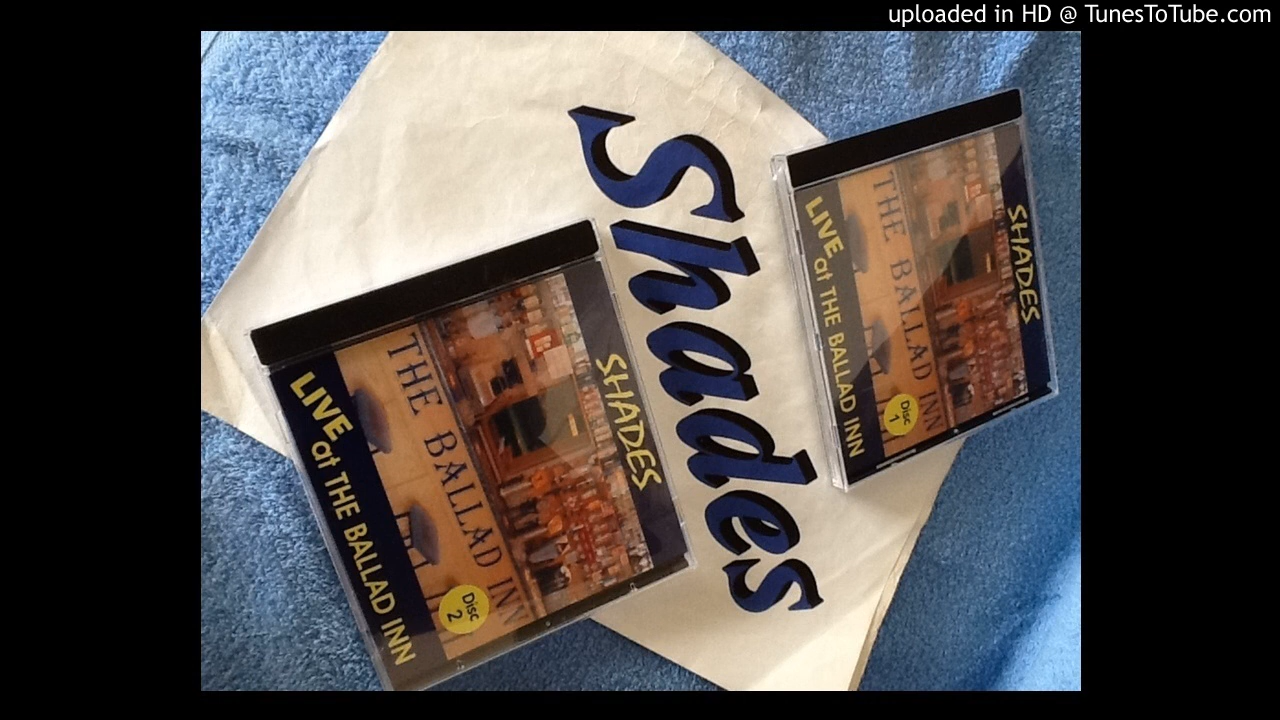 uploaded in HD @ TunesToTube.com
Shades
SHADES
THE BALLAD INN
Disc 1
LIVE at THE BALLAD INN
SHADES
THE BALLAD INN
Disc 2
LIVE at THE BALLAD INN